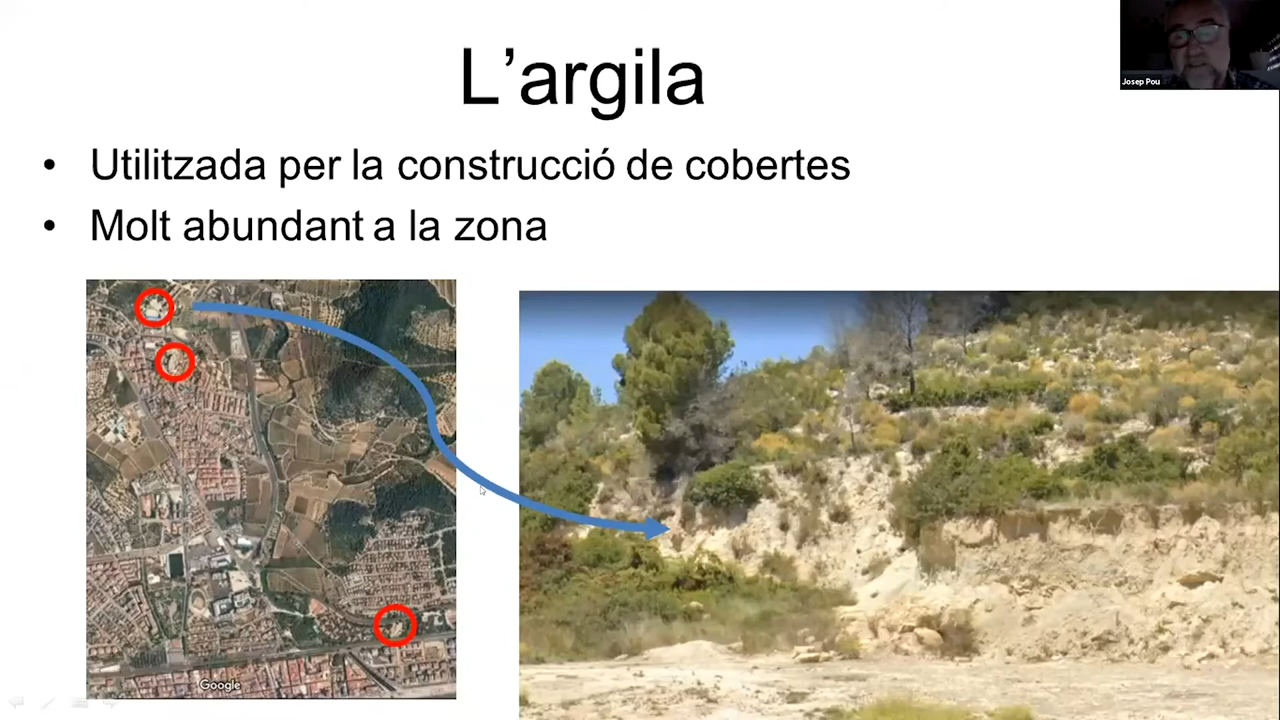 L’argila
Josep Pou
• Utilitzada per la construcció de cobertes
• Molt abundant a la zona
Google